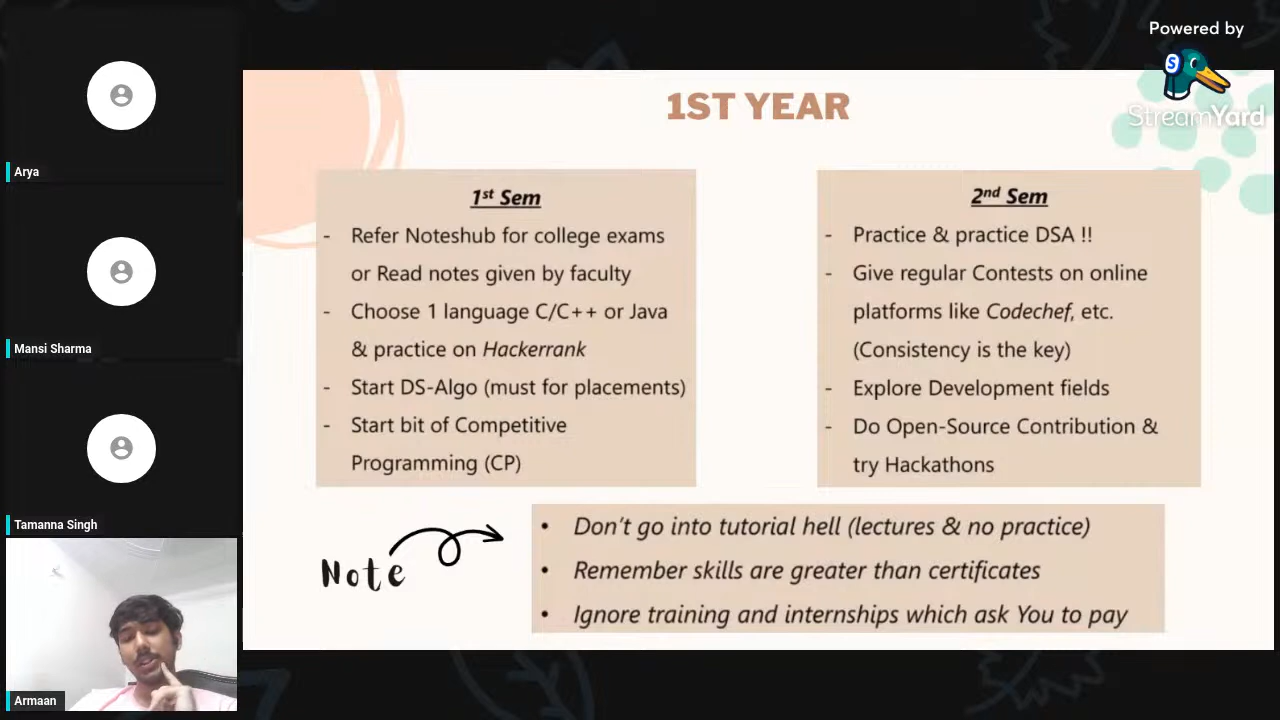 Powered by
StreamYard
Arya
Mansi Sharma
Tamanna Singh
Armaan
1ST YEAR
1st Sem
- Refer Noteshub for college exams
or Read notes given by faculty
- Choose 1 language C/C++ or Java
& practice on Hackerrank
- Start DS-Algo (must for placements)
- Start bit of Competitive
Programming (CP)
2nd Sem
- Practice & practice DSA !!
- Give regular Contests on online
platforms like Codechef, etc.
(Consistency is the key)
- Explore Development fields
- Do Open-Source Contribution &
try Hackathons
Note
• Don't go into tutorial hell (lectures & no practice)
• Remember skills are greater than certificates
• Ignore training and internships which ask You to pay